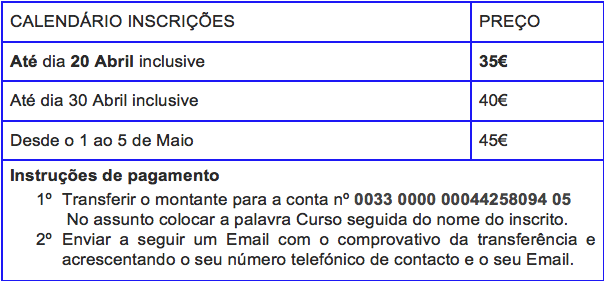 CALENDÁRIO INSCRIÇÕES PREÇO
Até dia 20 Abril inclusive 35€
Até dia 30 Abril inclusive 40€
Desde o 1 ao 5 de Maio 45€
Instruções de pagamento
1º Transferir o montante para a conta nº 0033 0000 00044258094 05
No assunto colocar a palavra Curso seguida do nome do inscrito.
2º Enviar a seguir um Email com o comprovativo da transferência e
acrescentando o seu número telefónico de contacto e o seu Email.